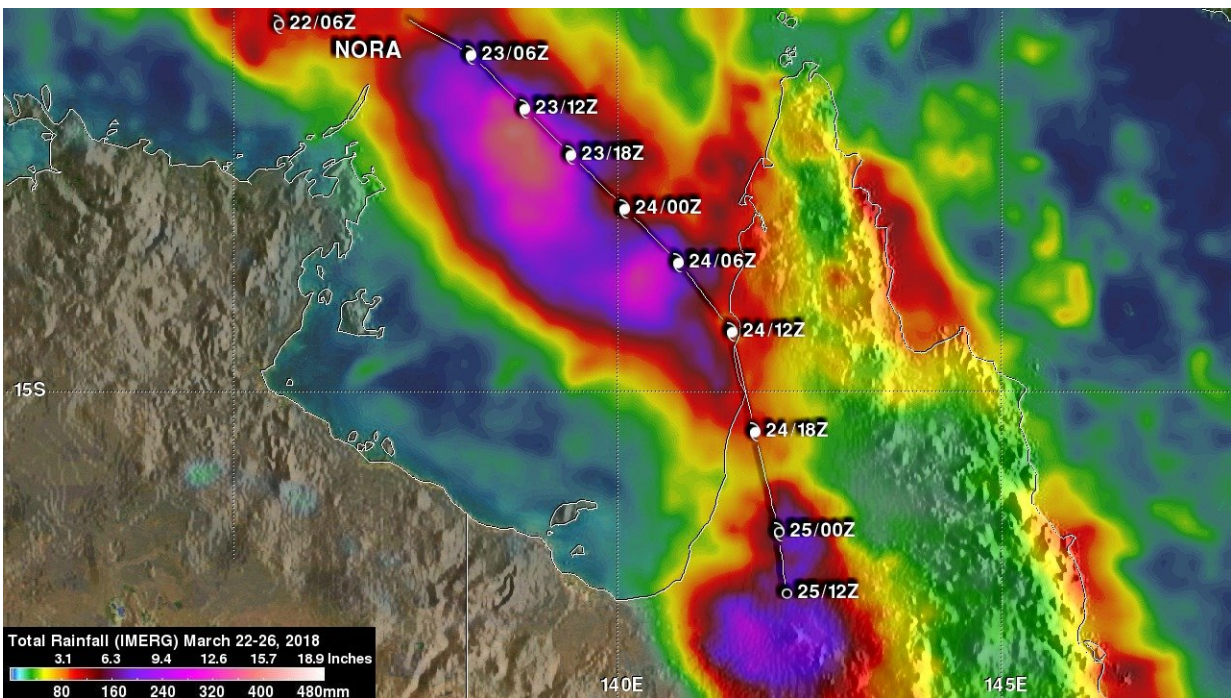 22/06Z
NORA
23/06Z
23/12Z
23/18Z
24/00Z
24/06Z
24/12Z
15S
24/18Z
25/00Z
25/12Z
Total Rainfall (IMERG) March 22-26, 2018
3.1 6.3 9.4 12.6 15.7 18.9 Inches
80 160 240 320 400 480mm
140E
145E